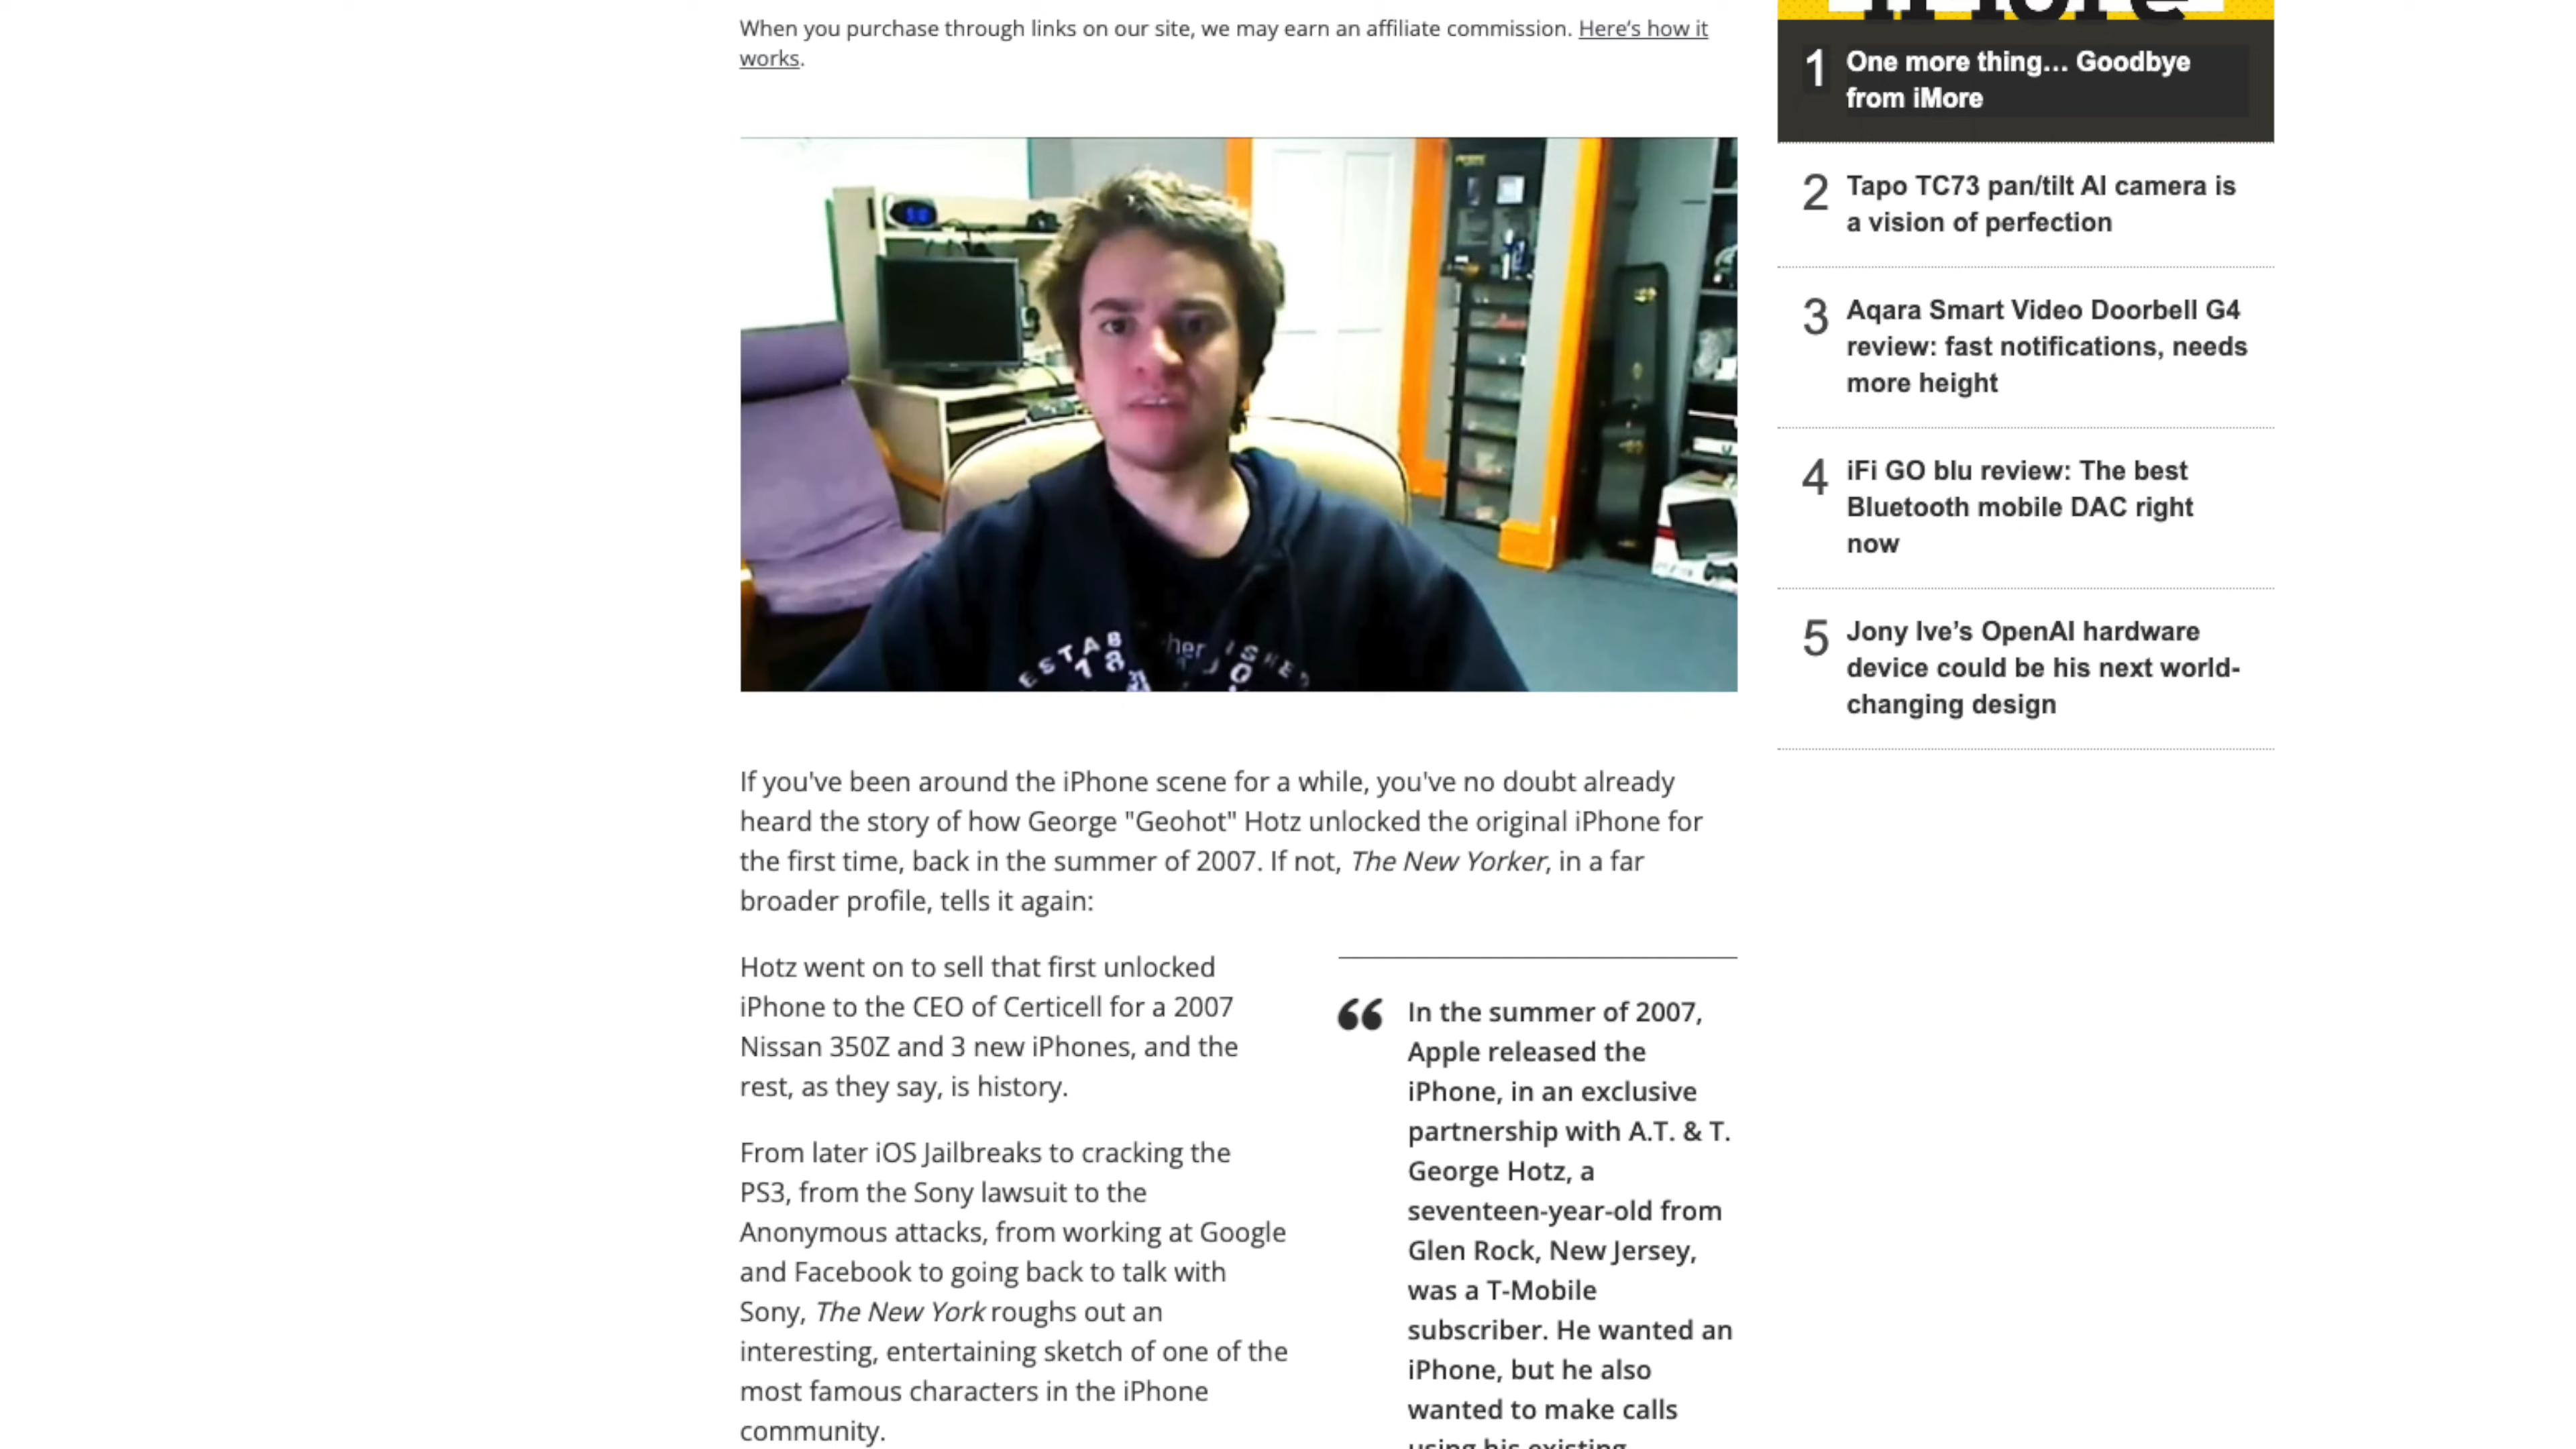 When you purchase through links on our site, we may earn an affiliate commission. Here's how it
works.
ESTAB
her
ISHED
18
If you've been around the iPhone scene for a while, you've no doubt already
heard the story of how George "Geohot" Hotz unlocked the original iPhone for
the first time, back in the summer of 2007. If not, The New Yorker, in a far
broader profile, tells it again:
Hotz went on to sell that first unlocked
iPhone to the CEO of Certicell for a 2007
Nissan 350Z and 3 new iPhones, and the
rest, as they say, is history.
From later iOS Jailbreaks to cracking the
PS3, from the Sony lawsuit to the
Anonymous attacks, from working at Google
and Facebook to going back to talk with
Sony, The New York roughs out an
interesting, entertaining sketch of one of the
most famous characters in the iPhone
community.
“ In the summer of 2007,
Apple released the
iPhone, in an exclusive
partnership with A.T. & T.
George Hotz, a
seventeen-year-old from
Glen Rock, New Jersey,
was a T-Mobile
subscriber. He wanted an
iPhone, but he also
wanted to make calls
using his existing
1 One more thing… Goodbye
from iMore
2 Tapo TC73 pan/tilt AI camera is
a vision of perfection
3 Aqara Smart Video Doorbell G4
review: fast notifications, needs
more height
4 iFi GO blu review: The best
Bluetooth mobile DAC right
now
5 Jony Ive’s OpenAI hardware
device could be his next world-
changing design